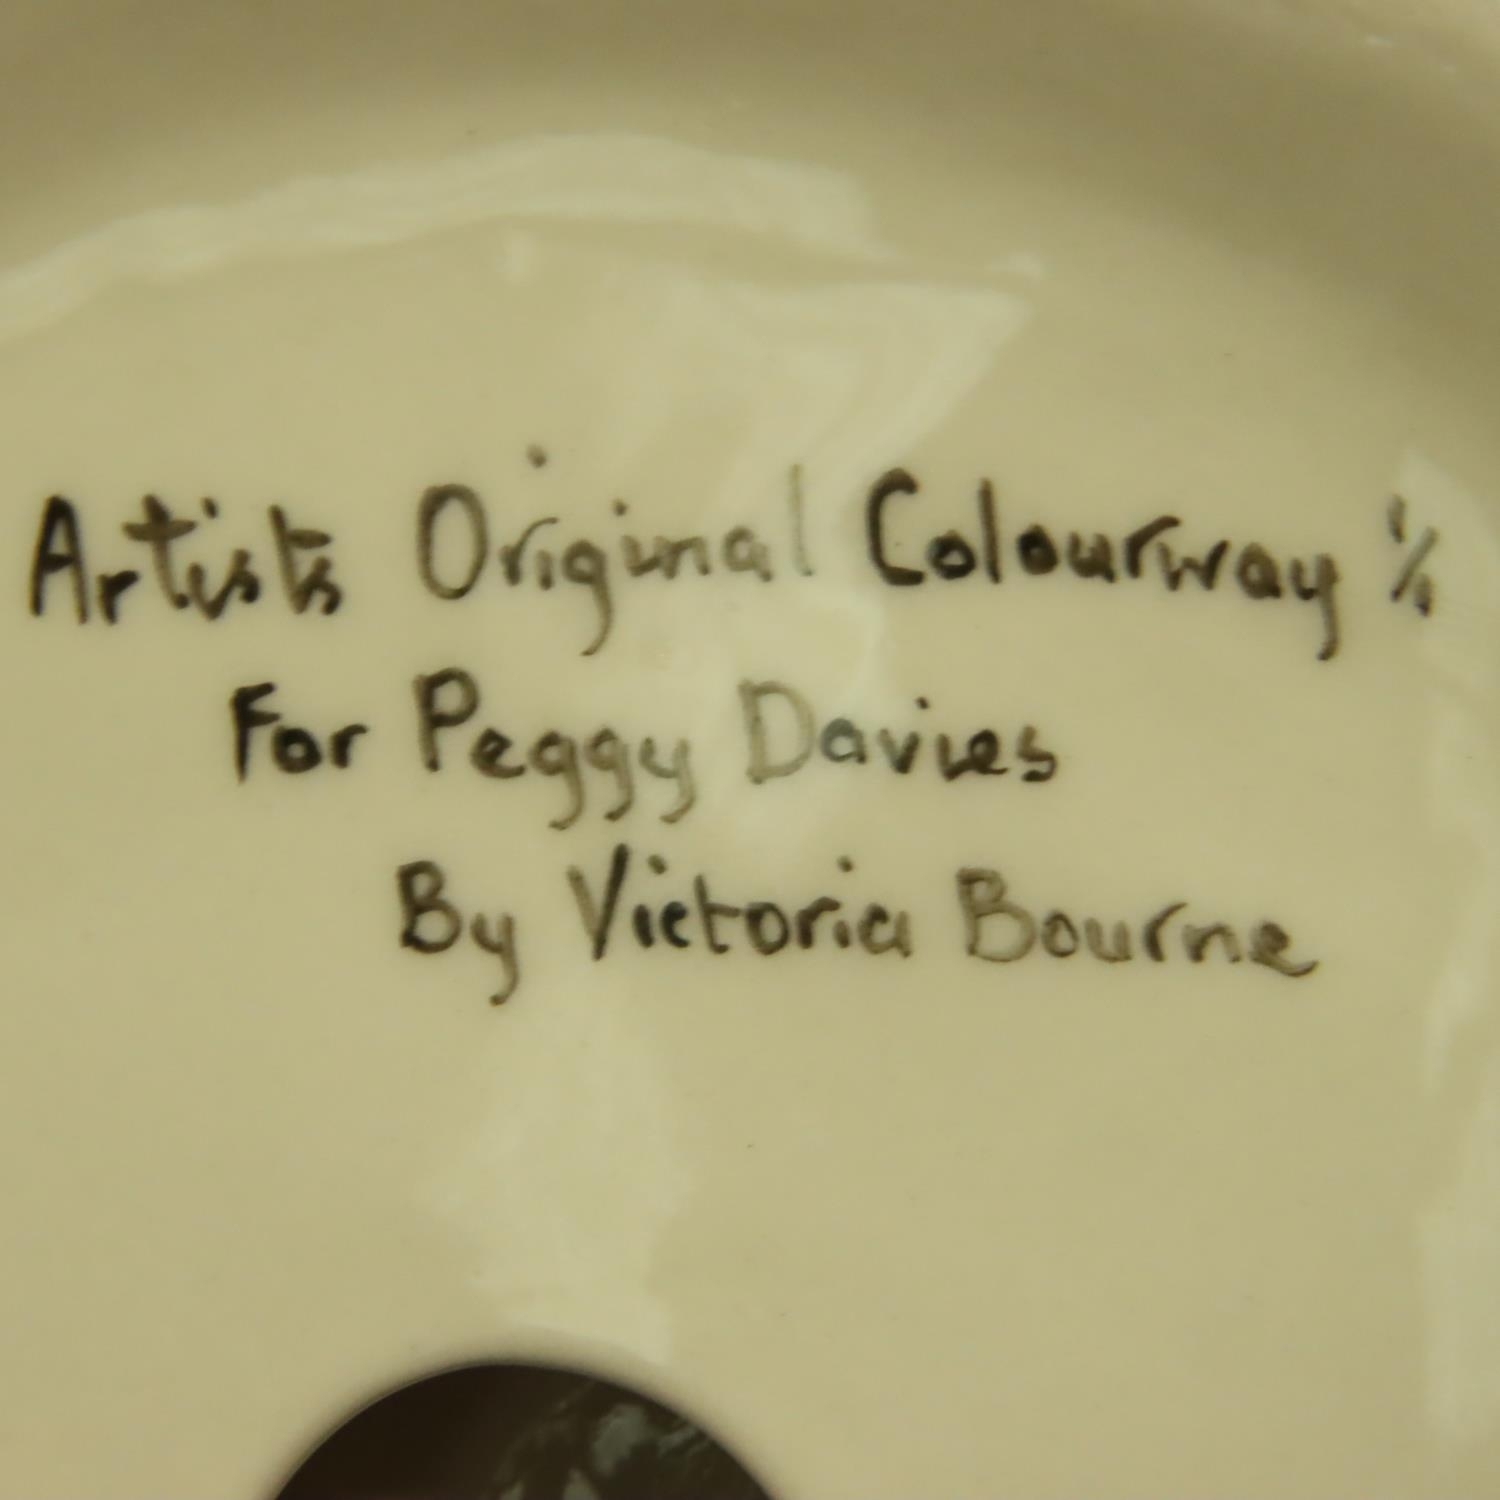 Artists Original Colourway 1/1
For Peggy Davies
By Victoria Bourne